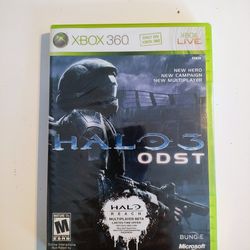 XBOX 360
XBOX
LIVE
NEW HERO
NEW CAMPAIGN
NEW MULTIPLAYER
HALO 3
ODST
HALO
REACH
MULTIPLAYER BETA
M
BUNGIE
Microsoft